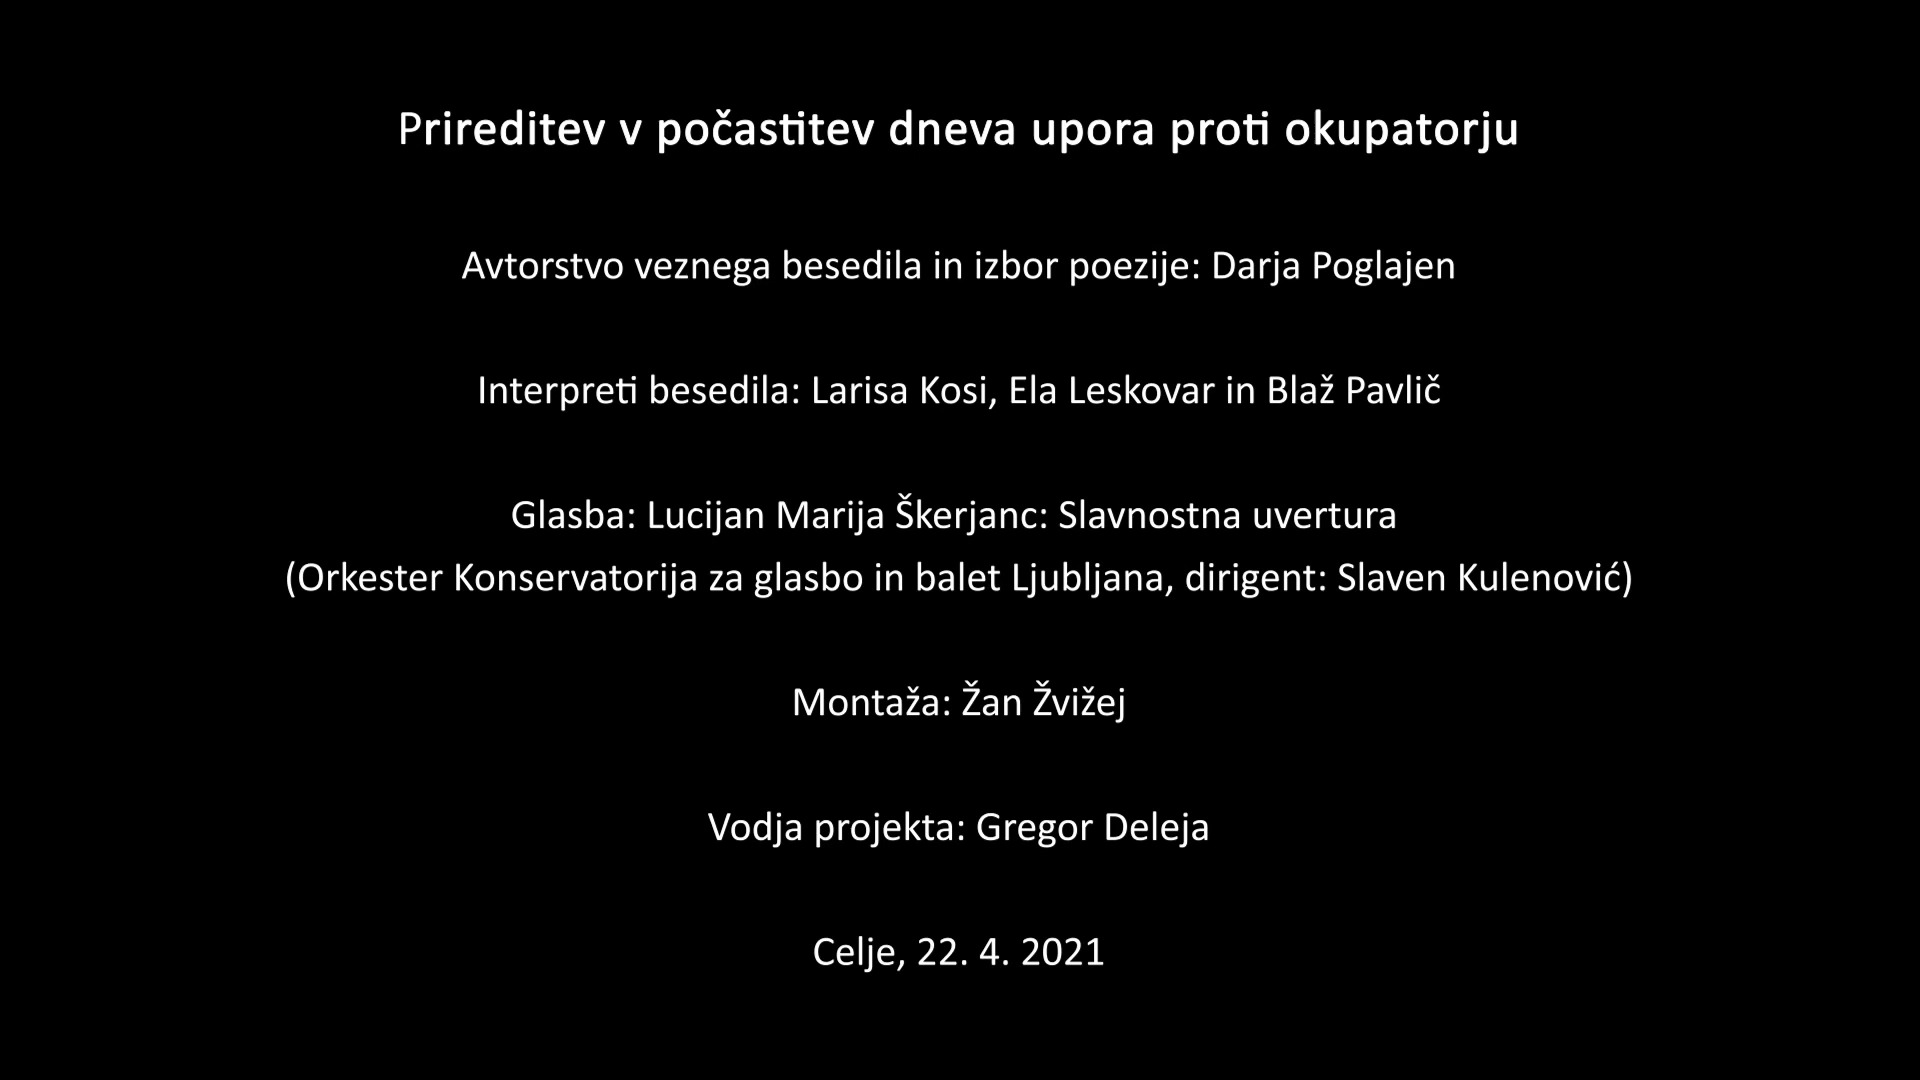 Prireditev v počastitev dneva upora proti okupatorju
Avtorstvo veznega besedila in izbor poezije: Darja Poglajen
Interpreti besedila: Larisa Kosi, Ela Leskovar in Blaž Pavlič
Glasba: Lucijan Marija Škerjanc: Slavnostna uvertura
(Orkester Konservatorija za glasbo in balet Ljubljana, dirigent: Slaven Kulenović)
Montaža: Žan Žvižej
Vodja projekta: Gregor Deleja
Celje, 22. 4. 2021